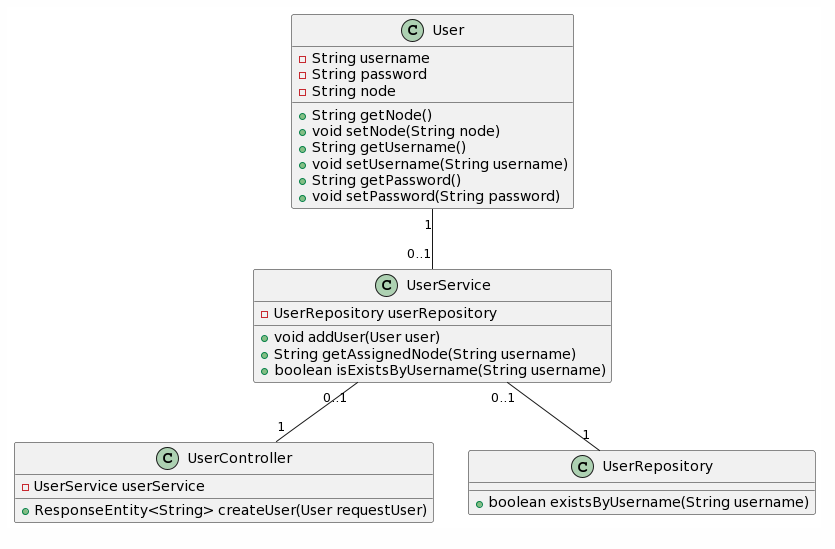 C User
String username
String password
String node
String getNode()
void setNode(String node)
String getUsername()
void setUsername(String username)
String getPassword()
void setPassword(String password)
1
0..1
C UserService
UserRepository userRepository
void addUser(User user)
String getAssignedNode(String username)
boolean isExistsByUsername(String username)
0..1
0..1
1
1
C UserController
UserService userService
ResponseEntity<String> createUser(User requestUser)
C UserRepository
boolean existsByUsername(String username)